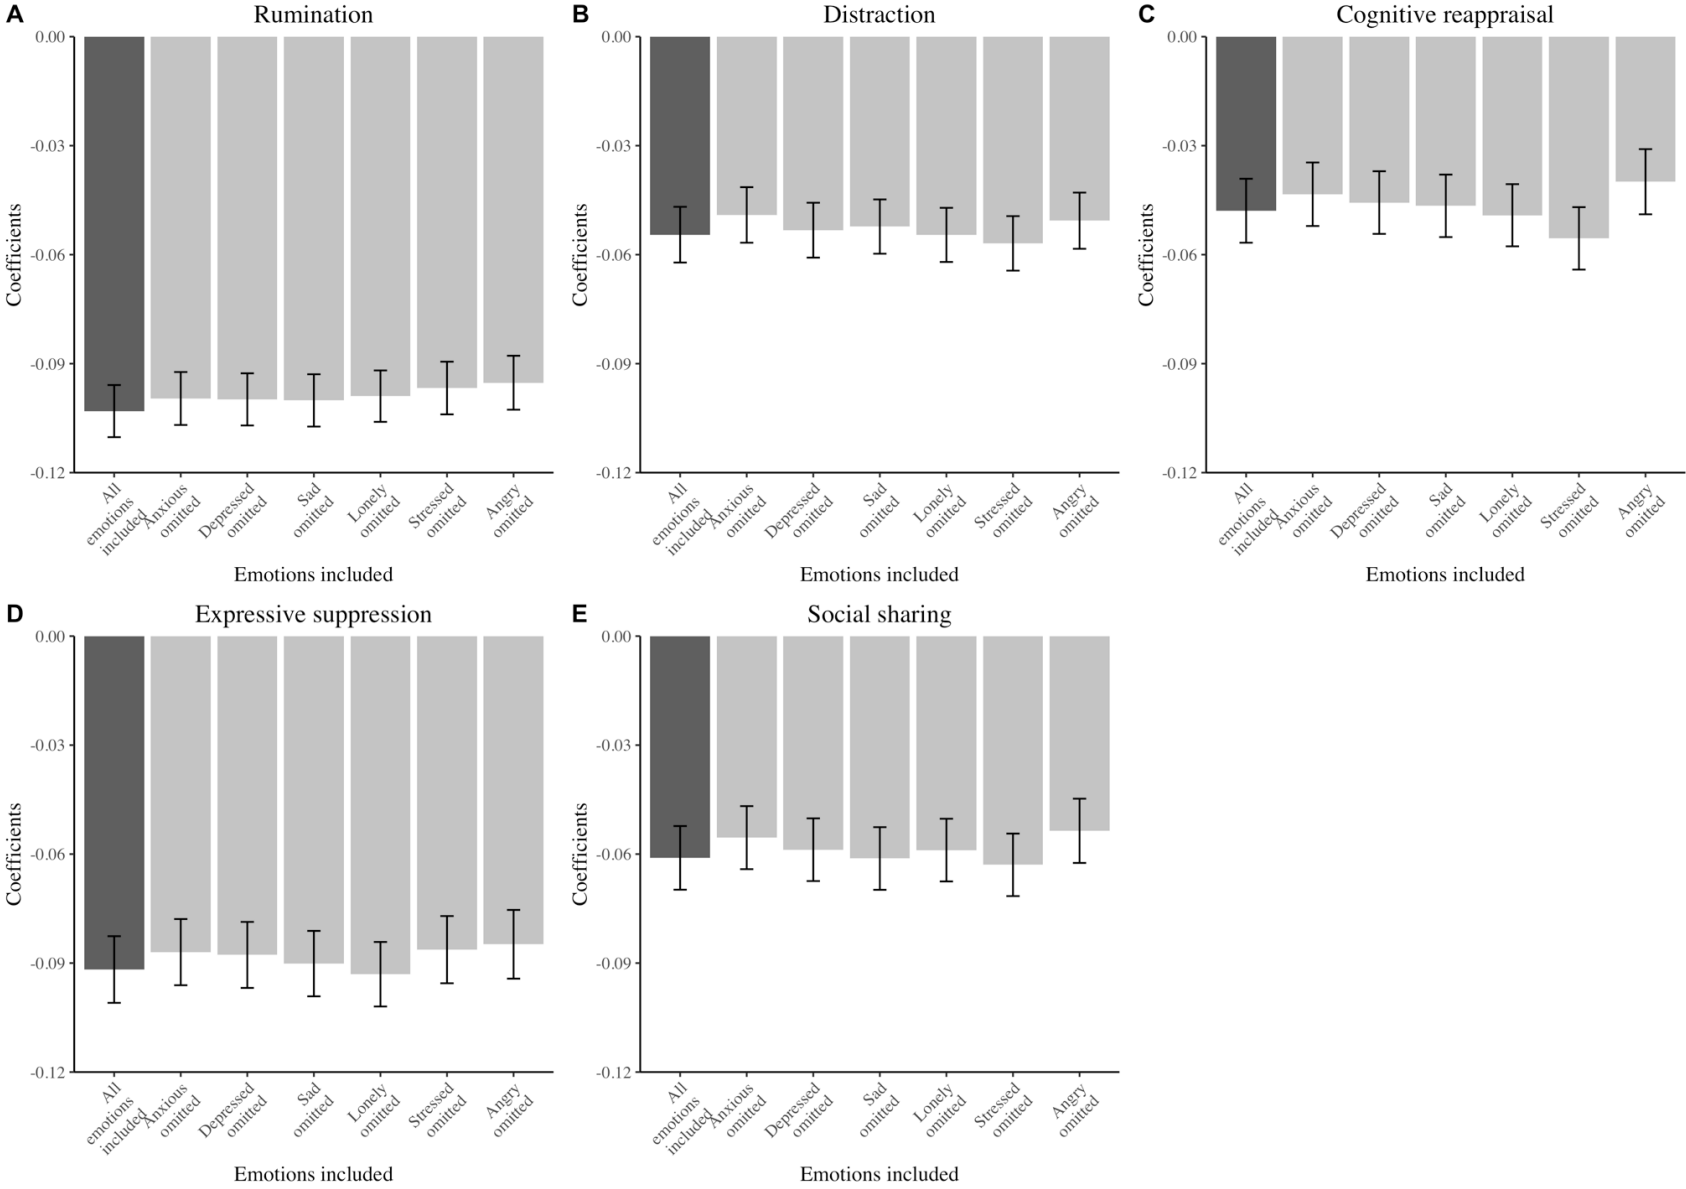 A Rumination
0.00
-0.03
-0.06
-0.09
-0.12
Coefficients
All
emotions
included
Anxious
omitted
Depressed
omitted
Sad
omitted
Lonely
omitted
Stressed
omitted
Angry
omitted
Emotions included
B Distraction
0.00
-0.03
-0.06
-0.09
-0.12
Coefficients
All
emotions
included
Anxious
omitted
Depressed
omitted
Sad
omitted
Lonely
omitted
Stressed
omitted
Angry
omitted
Emotions included
C Cognitive reappraisal
0.00
-0.03
-0.06
-0.09
-0.12
Coefficients
All
emotions
included
Anxious
omitted
Depressed
omitted
Sad
omitted
Lonely
omitted
Stressed
omitted
Angry
omitted
Emotions included
D Expressive suppression
0.00
-0.03
-0.06
-0.09
-0.12
Coefficients
All
emotions
included
Anxious
omitted
Depressed
omitted
Sad
omitted
Lonely
omitted
Stressed
omitted
Angry
omitted
Emotions included
E Social sharing
0.00
-0.03
-0.06
-0.09
-0.12
Coefficients
All
emotions
included
Anxious
omitted
Depressed
omitted
Sad
omitted
Lonely
omitted
Stressed
omitted
Angry
omitted
Emotions included